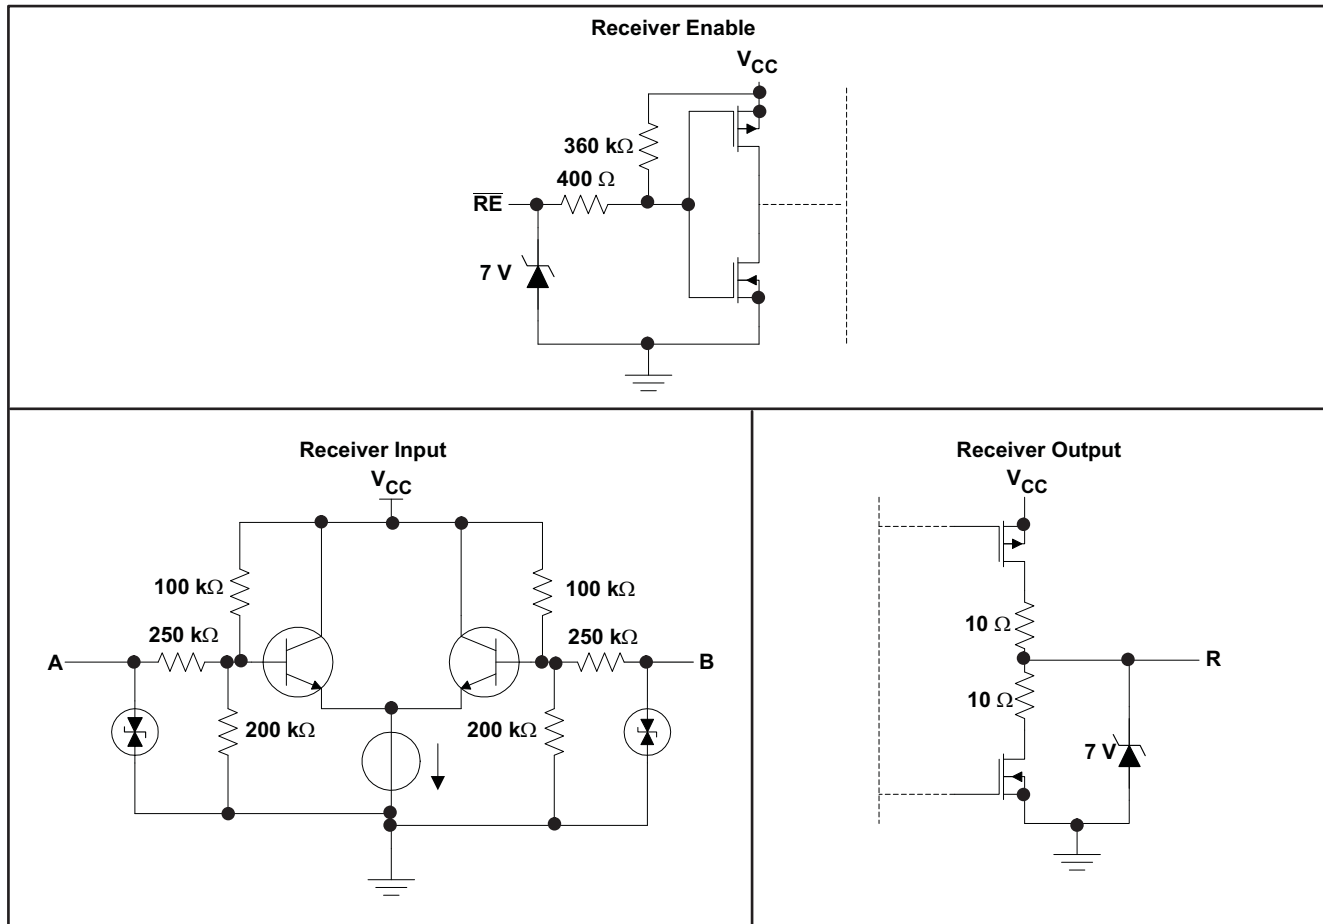 Receiver Enable
VCC
360 kΩ
400 Ω
RE
7 V
Receiver Input
VCC
100 kΩ
100 kΩ
250 kΩ
250 kΩ
A
B
200 kΩ
200 kΩ
Receiver Output
VCC
10 Ω
R
10 Ω
7 V